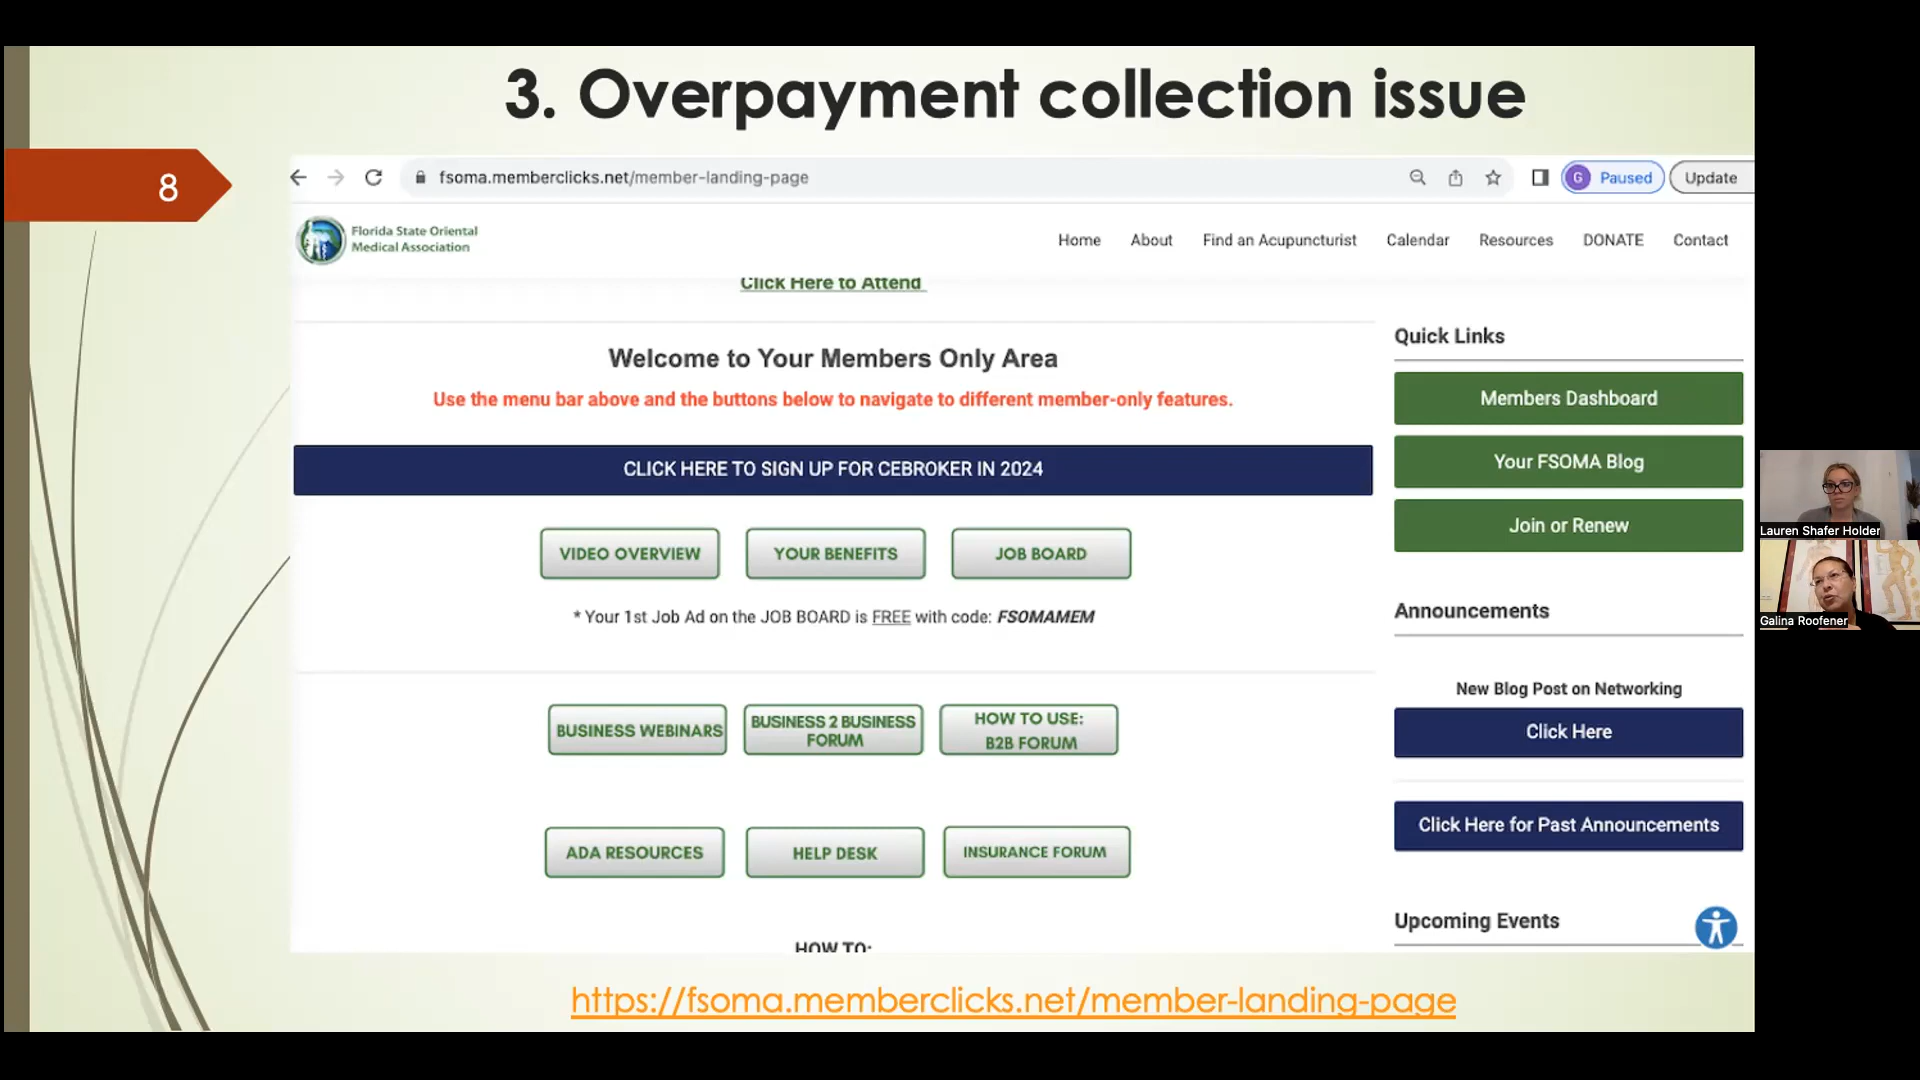 3. Overpayment collection issue
8
fsoma.memberclicks.net/member-landing-page
G Paused
Update
Florida State Oriental
Medical Association
Home About Find an Acupuncturist Calendar Resources DONATE Contact
Click Here to Attend
Welcome to Your Members Only Area
Use the menu bar above and the buttons below to navigate to different member-only features.
CLICK HERE TO SIGN UP FOR CEBROKER IN 2024
VIDEO OVERVIEW
YOUR BENEFITS
JOB BOARD
* Your 1st Job Ad on the JOB BOARD is FREE with code: FSOMAMEM
BUSINESS WEBINARS
BUSINESS 2 BUSINESS
FORUM
HOW TO USE:
B2B FORUM
ADA RESOURCES
HELP DESK
INSURANCE FORUM
HOW TO:
Quick Links
Members Dashboard
Your FSOMA Blog
Join or Renew
Announcements
New Blog Post on Networking
Click Here
Click Here for Past Announcements
Upcoming Events
https://fsoma.memberclicks.net/member-landing-page
Lauren Shafer Holder
Galina Roofener